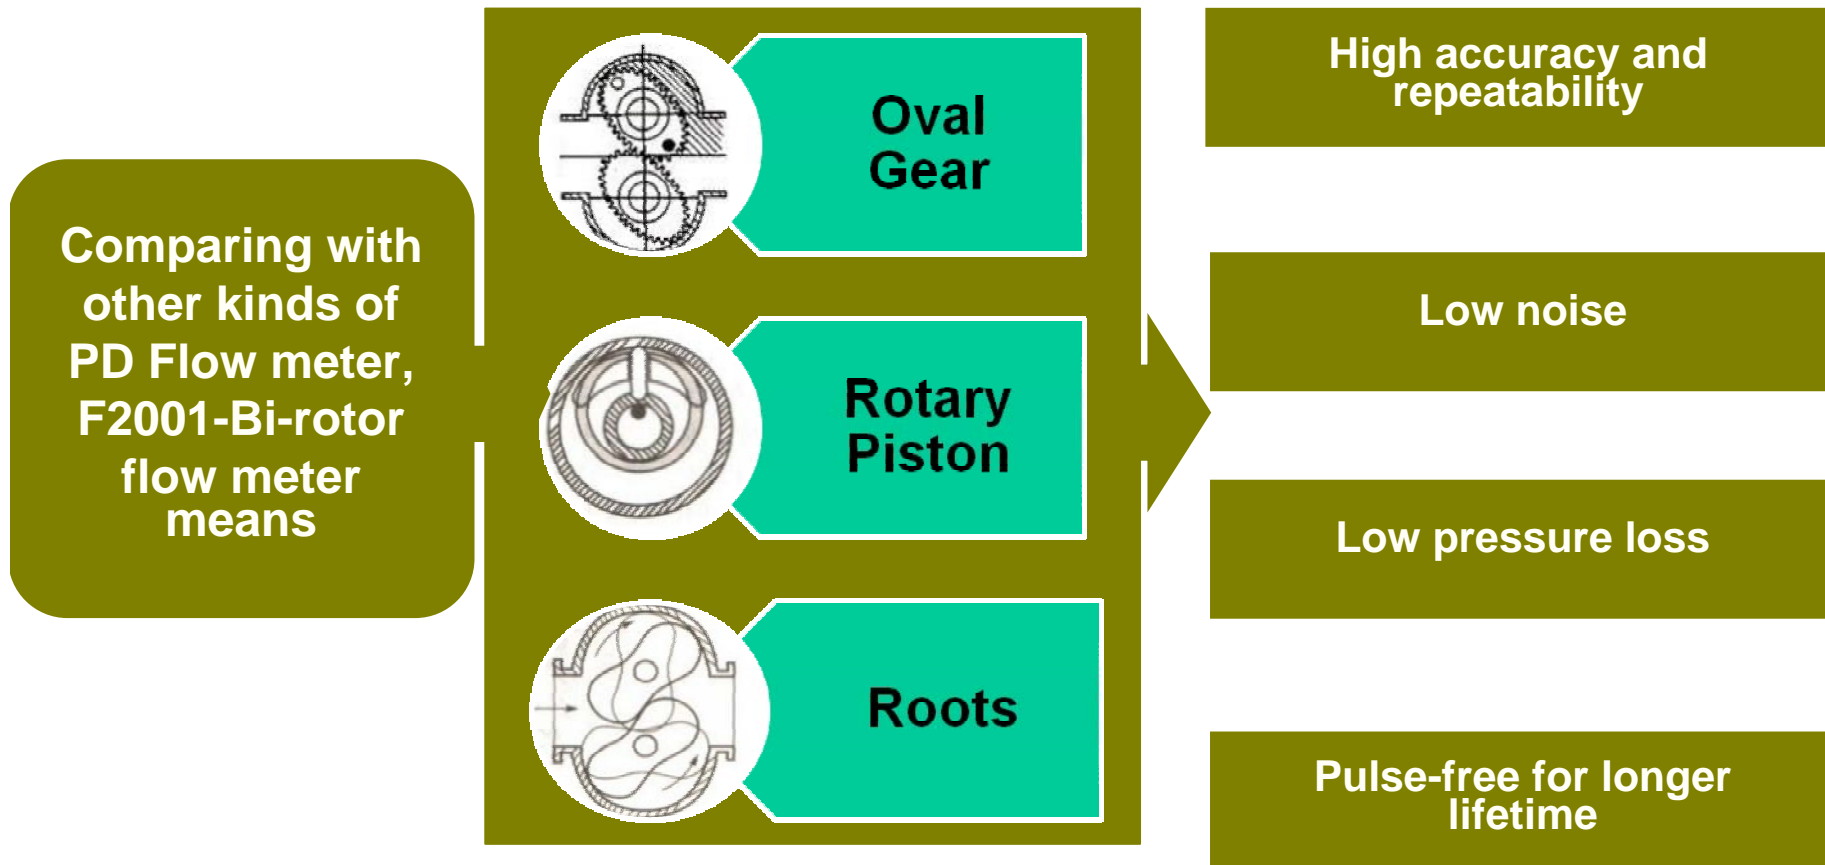 Comparing with
other kinds of
PD Flow meter,
F2001-Bi-rotor
flow meter
means
Oval
Gear
Rotary
Piston
Roots
High accuracy and
repeatability
Low noise
Low pressure loss
Pulse-free for longer
lifetime